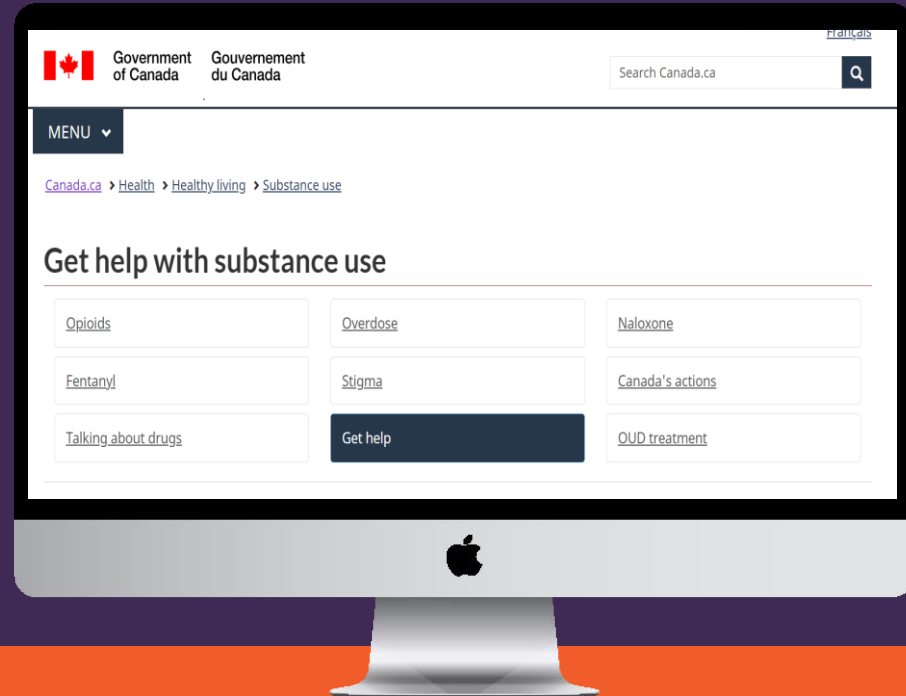 Français
Government of Canada
Gouvernement du Canada
Search Canada.ca
MENU
Canada.ca > Health > Healthy living > Substance use
Get help with substance use
Opioids
Overdose
Naloxone
Fentanyl
Stigma
Canada's actions
Talking about drugs
Get help
OUD treatment